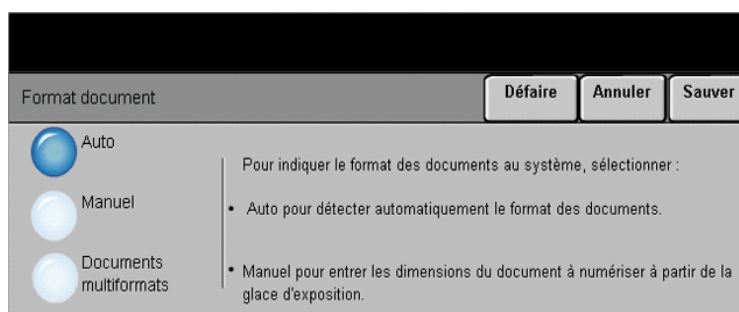 Format document
Défaire
Annuler
Sauver
Auto
Manuel
Documents
multiformats
Pour indiquer le format des documents au système, sélectionner :
• Auto pour détecter automatiquement le format des documents.
• Manuel pour entrer les dimensions du document à numériser à partir de la
glace d'exposition.